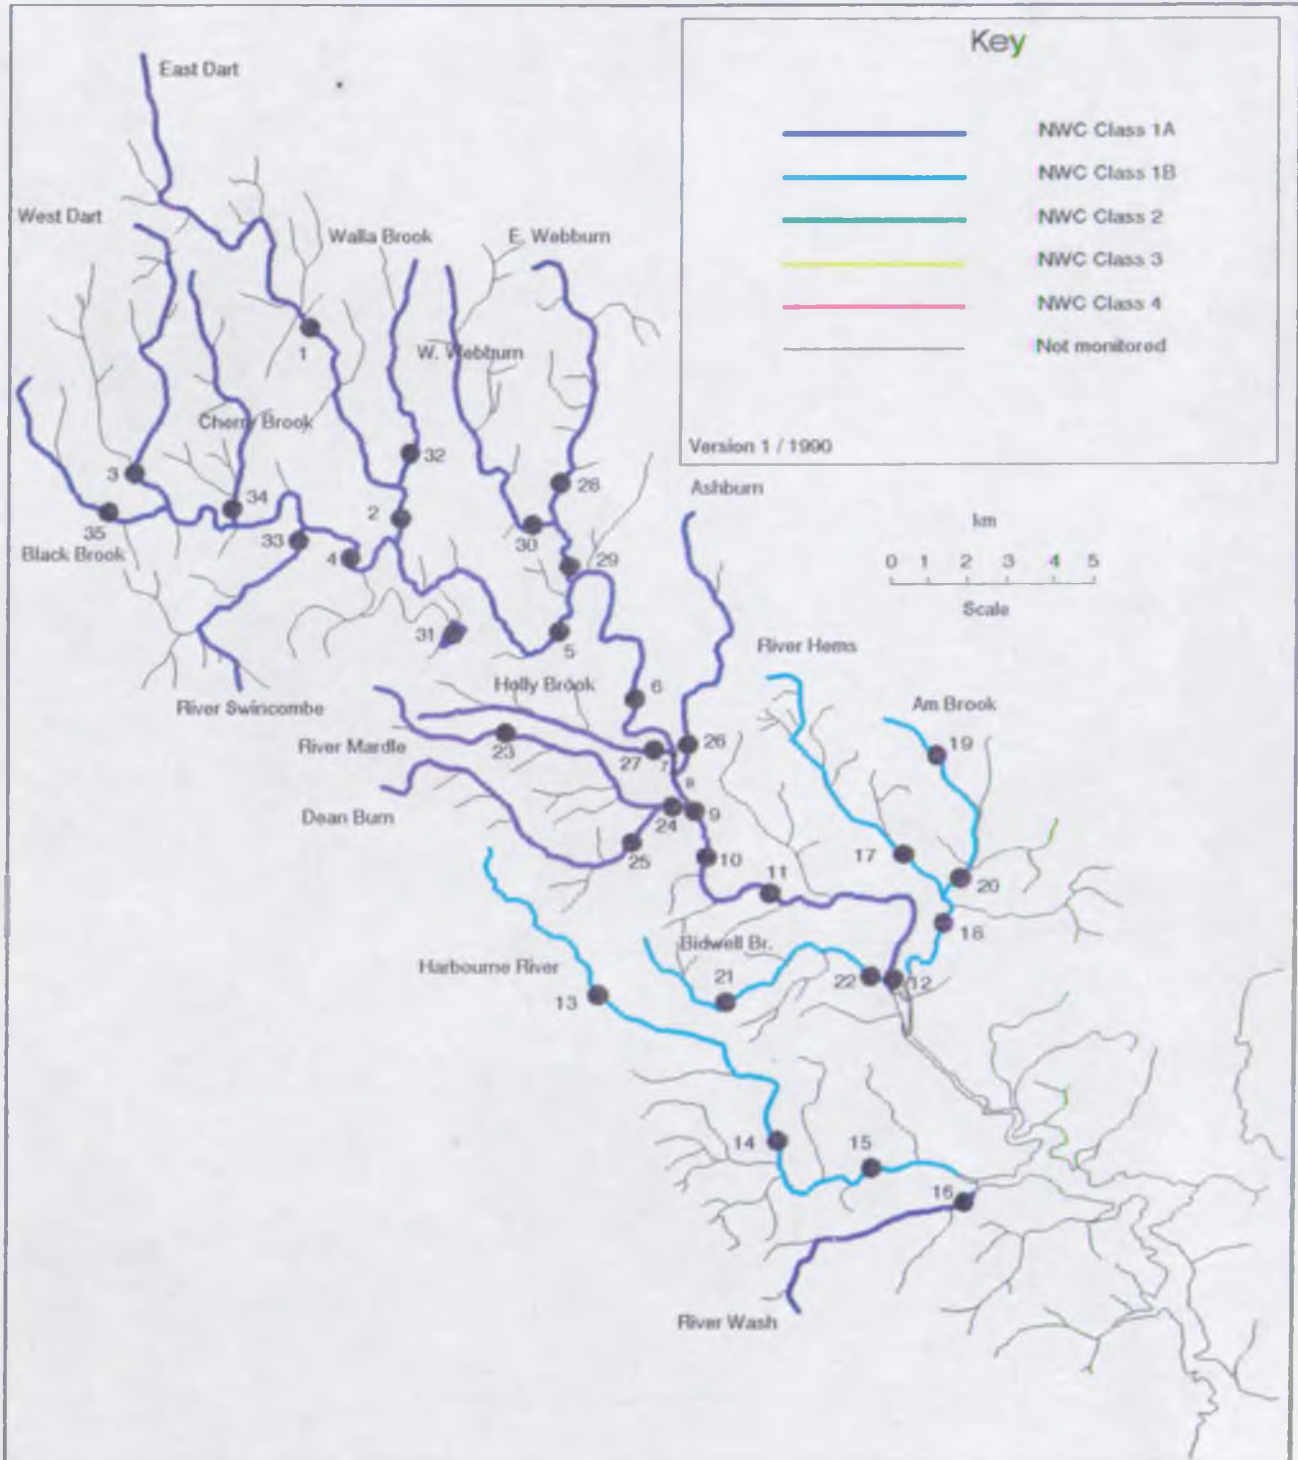 Key
East Dart
NWC Class 1A
NWC Class 1B
West Dart
NWC Class 2
Walla Brook
E. Webburn
NWC Class 3
NWC Class 4
1
W. Webburn
Not monitored
Cherry Brook
Version 1 / 1990
32
3
34
28
Ashburn
35
2
km
Black Brook
33
30
4
29
0 1 2 3 4 5
Scale
31
5
River Hems
Holly Brook
6
River Swincombe
Am Brook
River Mardle
23
27
7
26
19
8
Dean Burn
24
9
25
10
17
11
20
18
Bidwell Br.
Harbourne River
21
22
12
13
14
15
16
River Wash